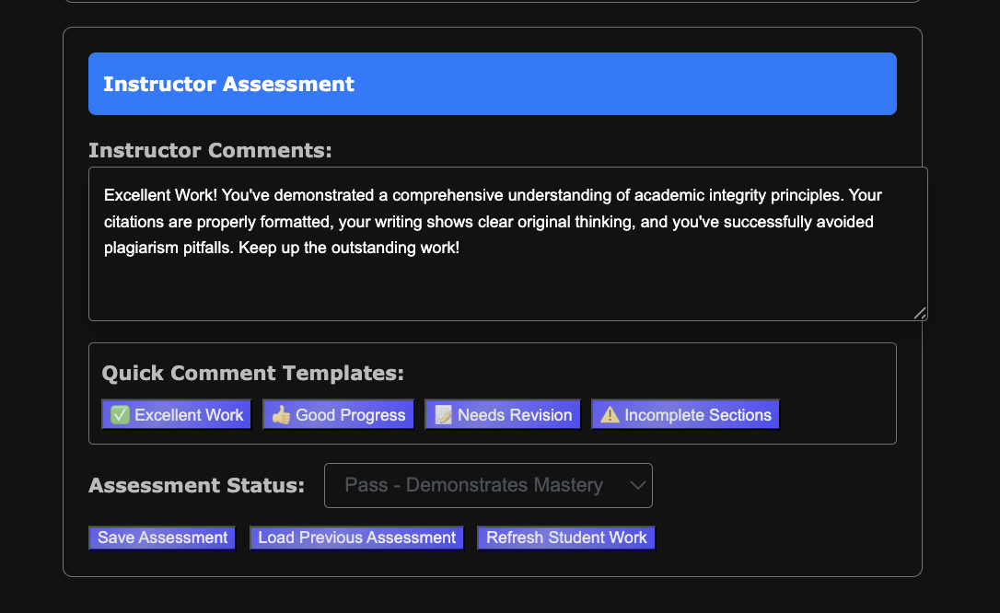 Instructor Assessment
Instructor Comments:
Excellent Work! You've demonstrated a comprehensive understanding of academic integrity principles. Your
citations are properly formatted, your writing shows clear original thinking, and you've successfully avoided
plagiarism pitfalls. Keep up the outstanding work!
Quick Comment Templates:
✅ Excellent Work 👍 Good Progress 📝 Needs Revision ⚠️ Incomplete Sections
Assessment Status: Pass - Demonstrates Mastery
Save Assessment Load Previous Assessment Refresh Student Work